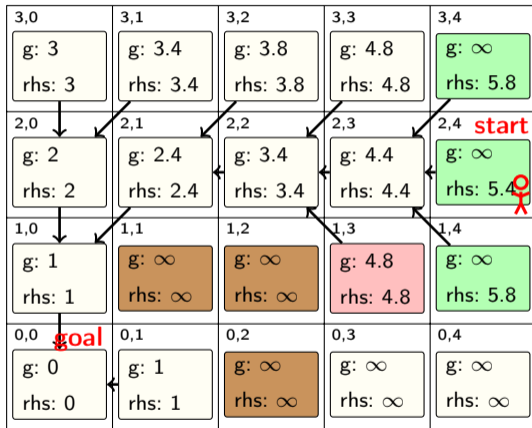 3,0 3,1 3,2 3,3 3,4
g: 3 g: 3.4 g: 3.8 g: 4.8 g: ∞
rhs: 3 rhs: 3.4 rhs: 3.8 rhs: 4.8 rhs: 5.8
2,0 2,1 2,2 2,3 2,4 start
g: 2 g: 2.4 g: 3.4 g: 4.4 g: ∞
rhs: 2 rhs: 2.4 rhs: 3.4 rhs: 4.4 rhs: 5.4
1,0 1,1 1,2 1,3 1,4
g: 1 g: ∞ g: ∞ g: 4.8 g: ∞
rhs: 1 rhs: ∞ rhs: ∞ rhs: 4.8 rhs: 5.8
0,0 goal 0,1 0,2 0,3 0,4
g: 0 g: 1 g: ∞ g: ∞ g: ∞
rhs: 0 rhs: 1 rhs: ∞ rhs: ∞ rhs: ∞